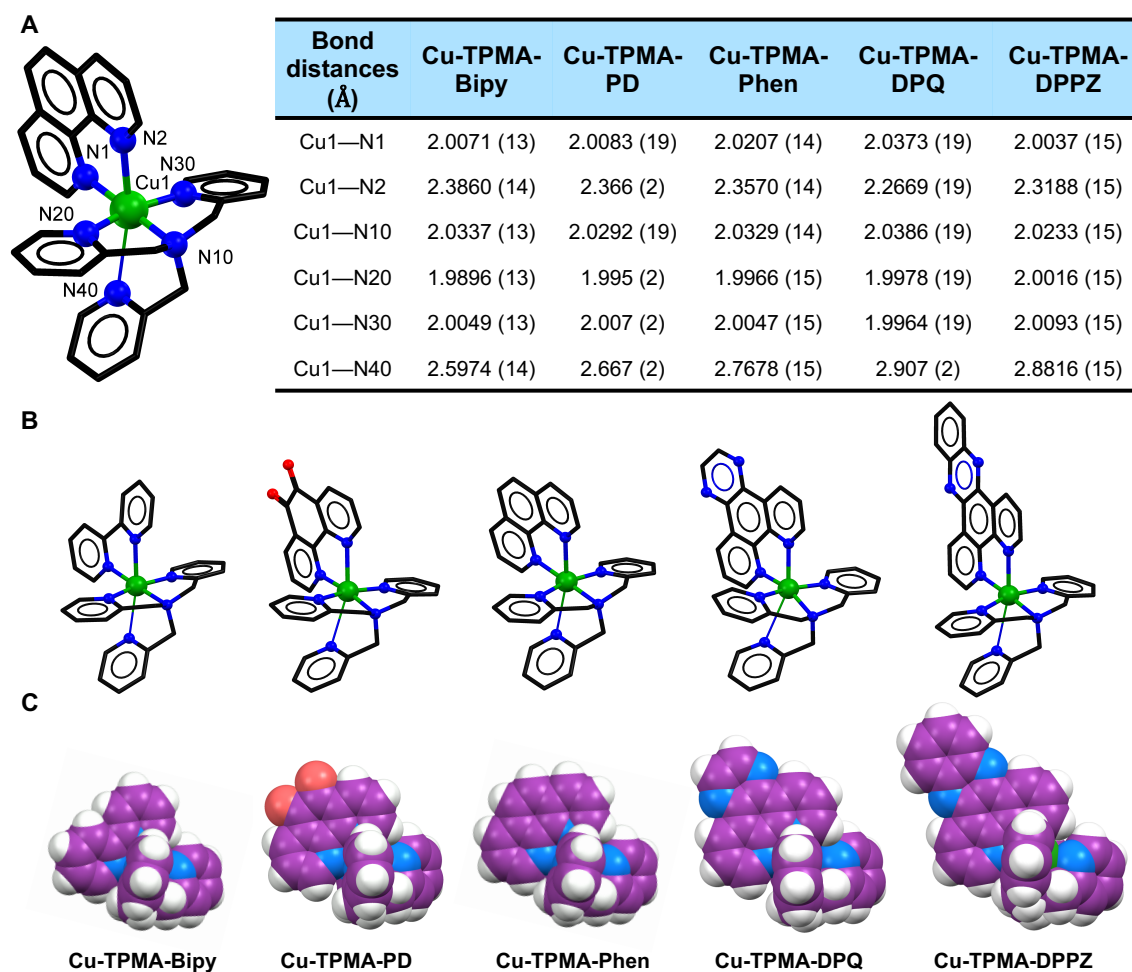 A
N2
N1
N30
Cu1
N20
N10
N40
Bond distances (Å) Cu-TPMA-Bipy Cu-TPMA-PD Cu-TPMA-Phen Cu-TPMA-DPQ Cu-TPMA-DPPZ
Cu1—N1 2.0071 (13) 2.0083 (19) 2.0207 (14) 2.0373 (19) 2.0037 (15)
Cu1—N2 2.3860 (14) 2.366 (2) 2.3570 (14) 2.2669 (19) 2.3188 (15)
Cu1—N10 2.0337 (13) 2.0292 (19) 2.0329 (14) 2.0386 (19) 2.0233 (15)
Cu1—N20 1.9896 (13) 1.995 (2) 1.9966 (15) 1.9978 (19) 2.0016 (15)
Cu1—N30 2.0049 (13) 2.007 (2) 2.0047 (15) 1.9964 (19) 2.0093 (15)
Cu1—N40 2.5974 (14) 2.667 (2) 2.7678 (15) 2.907 (2) 2.8816 (15)
B
C
Cu-TPMA-Bipy Cu-TPMA-PD Cu-TPMA-Phen Cu-TPMA-DPQ Cu-TPMA-DPPZ